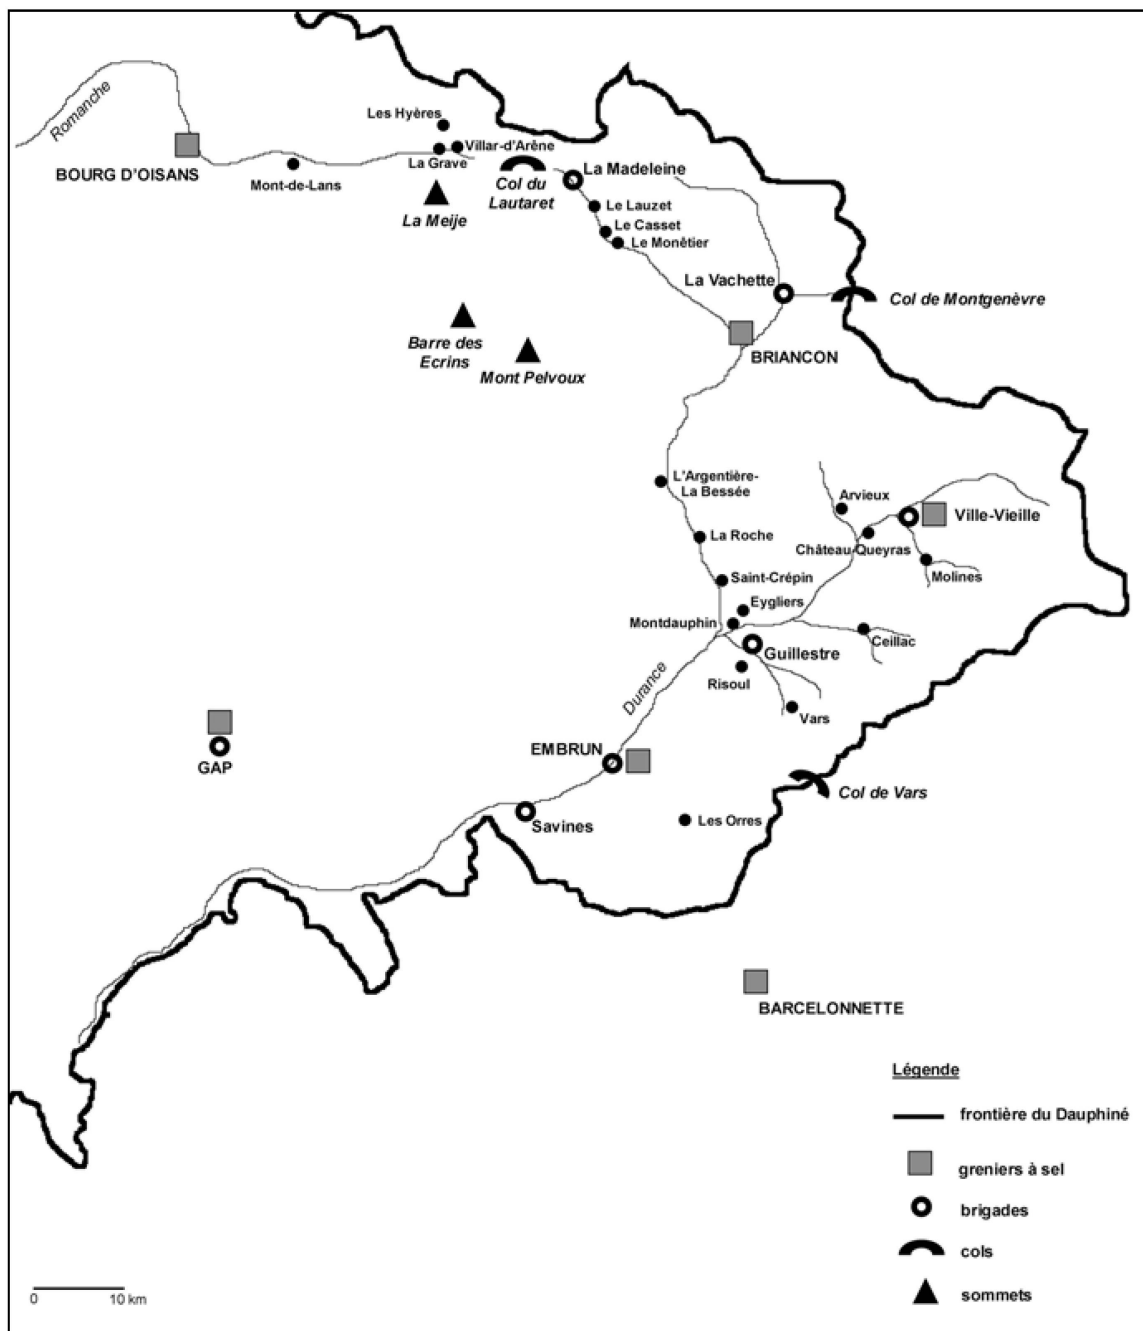 Romanche
Les Hyères
BOURG D'OISANS
Mont-de-Lans
La Grave
Villar-d'Arêne
Col du
Lautaret
La Meije
La Madeleine
Le Lauzet
Le Casset
Le Monêtier
La Vachette
Col de Montgenèvre
Barre des
Ecrins
Mont Pelvoux
BRIANCON
L'Argentière-
La Bessée
Arvieux
Ville-Vieille
La Roche
Château-Queyras
Molines
Saint-Crépin
Eygliers
Montdauphin
Ceillac
Guillestre
Risoul
Durance
Vars
GAP
EMBRUN
Col de Vars
Savines
Les Orres
BARCELONNETTE
Légende
frontière du Dauphiné
greniers à sel
brigades
cols
sommets
0 10 km